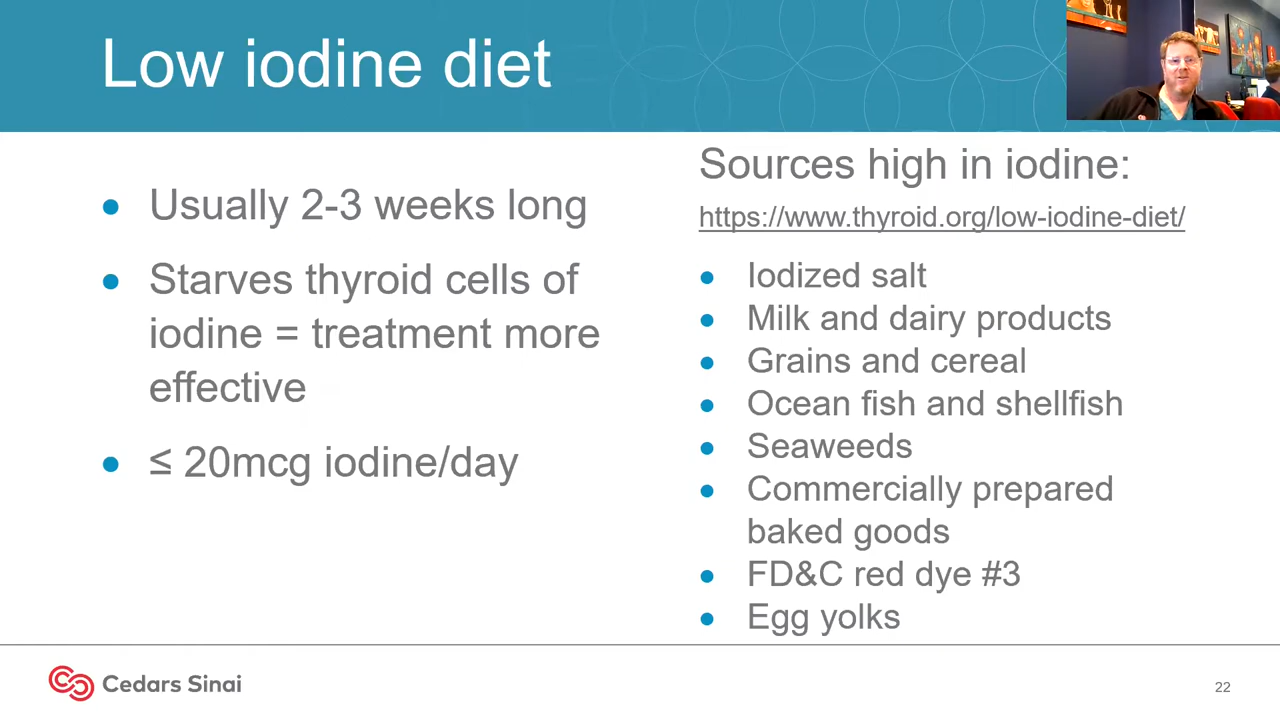 Low iodine diet
Usually 2-3 weeks long
Starves thyroid cells of
iodine = treatment more
effective
≤ 20mcg iodine/day
Sources high in iodine:
https://www.thyroid.org/low-iodine-diet/
Iodized salt
Milk and dairy products
Grains and cereal
Ocean fish and shellfish
Seaweeds
Commercially prepared
baked goods
FD&C red dye #3
Egg yolks
Cedars Sinai
22